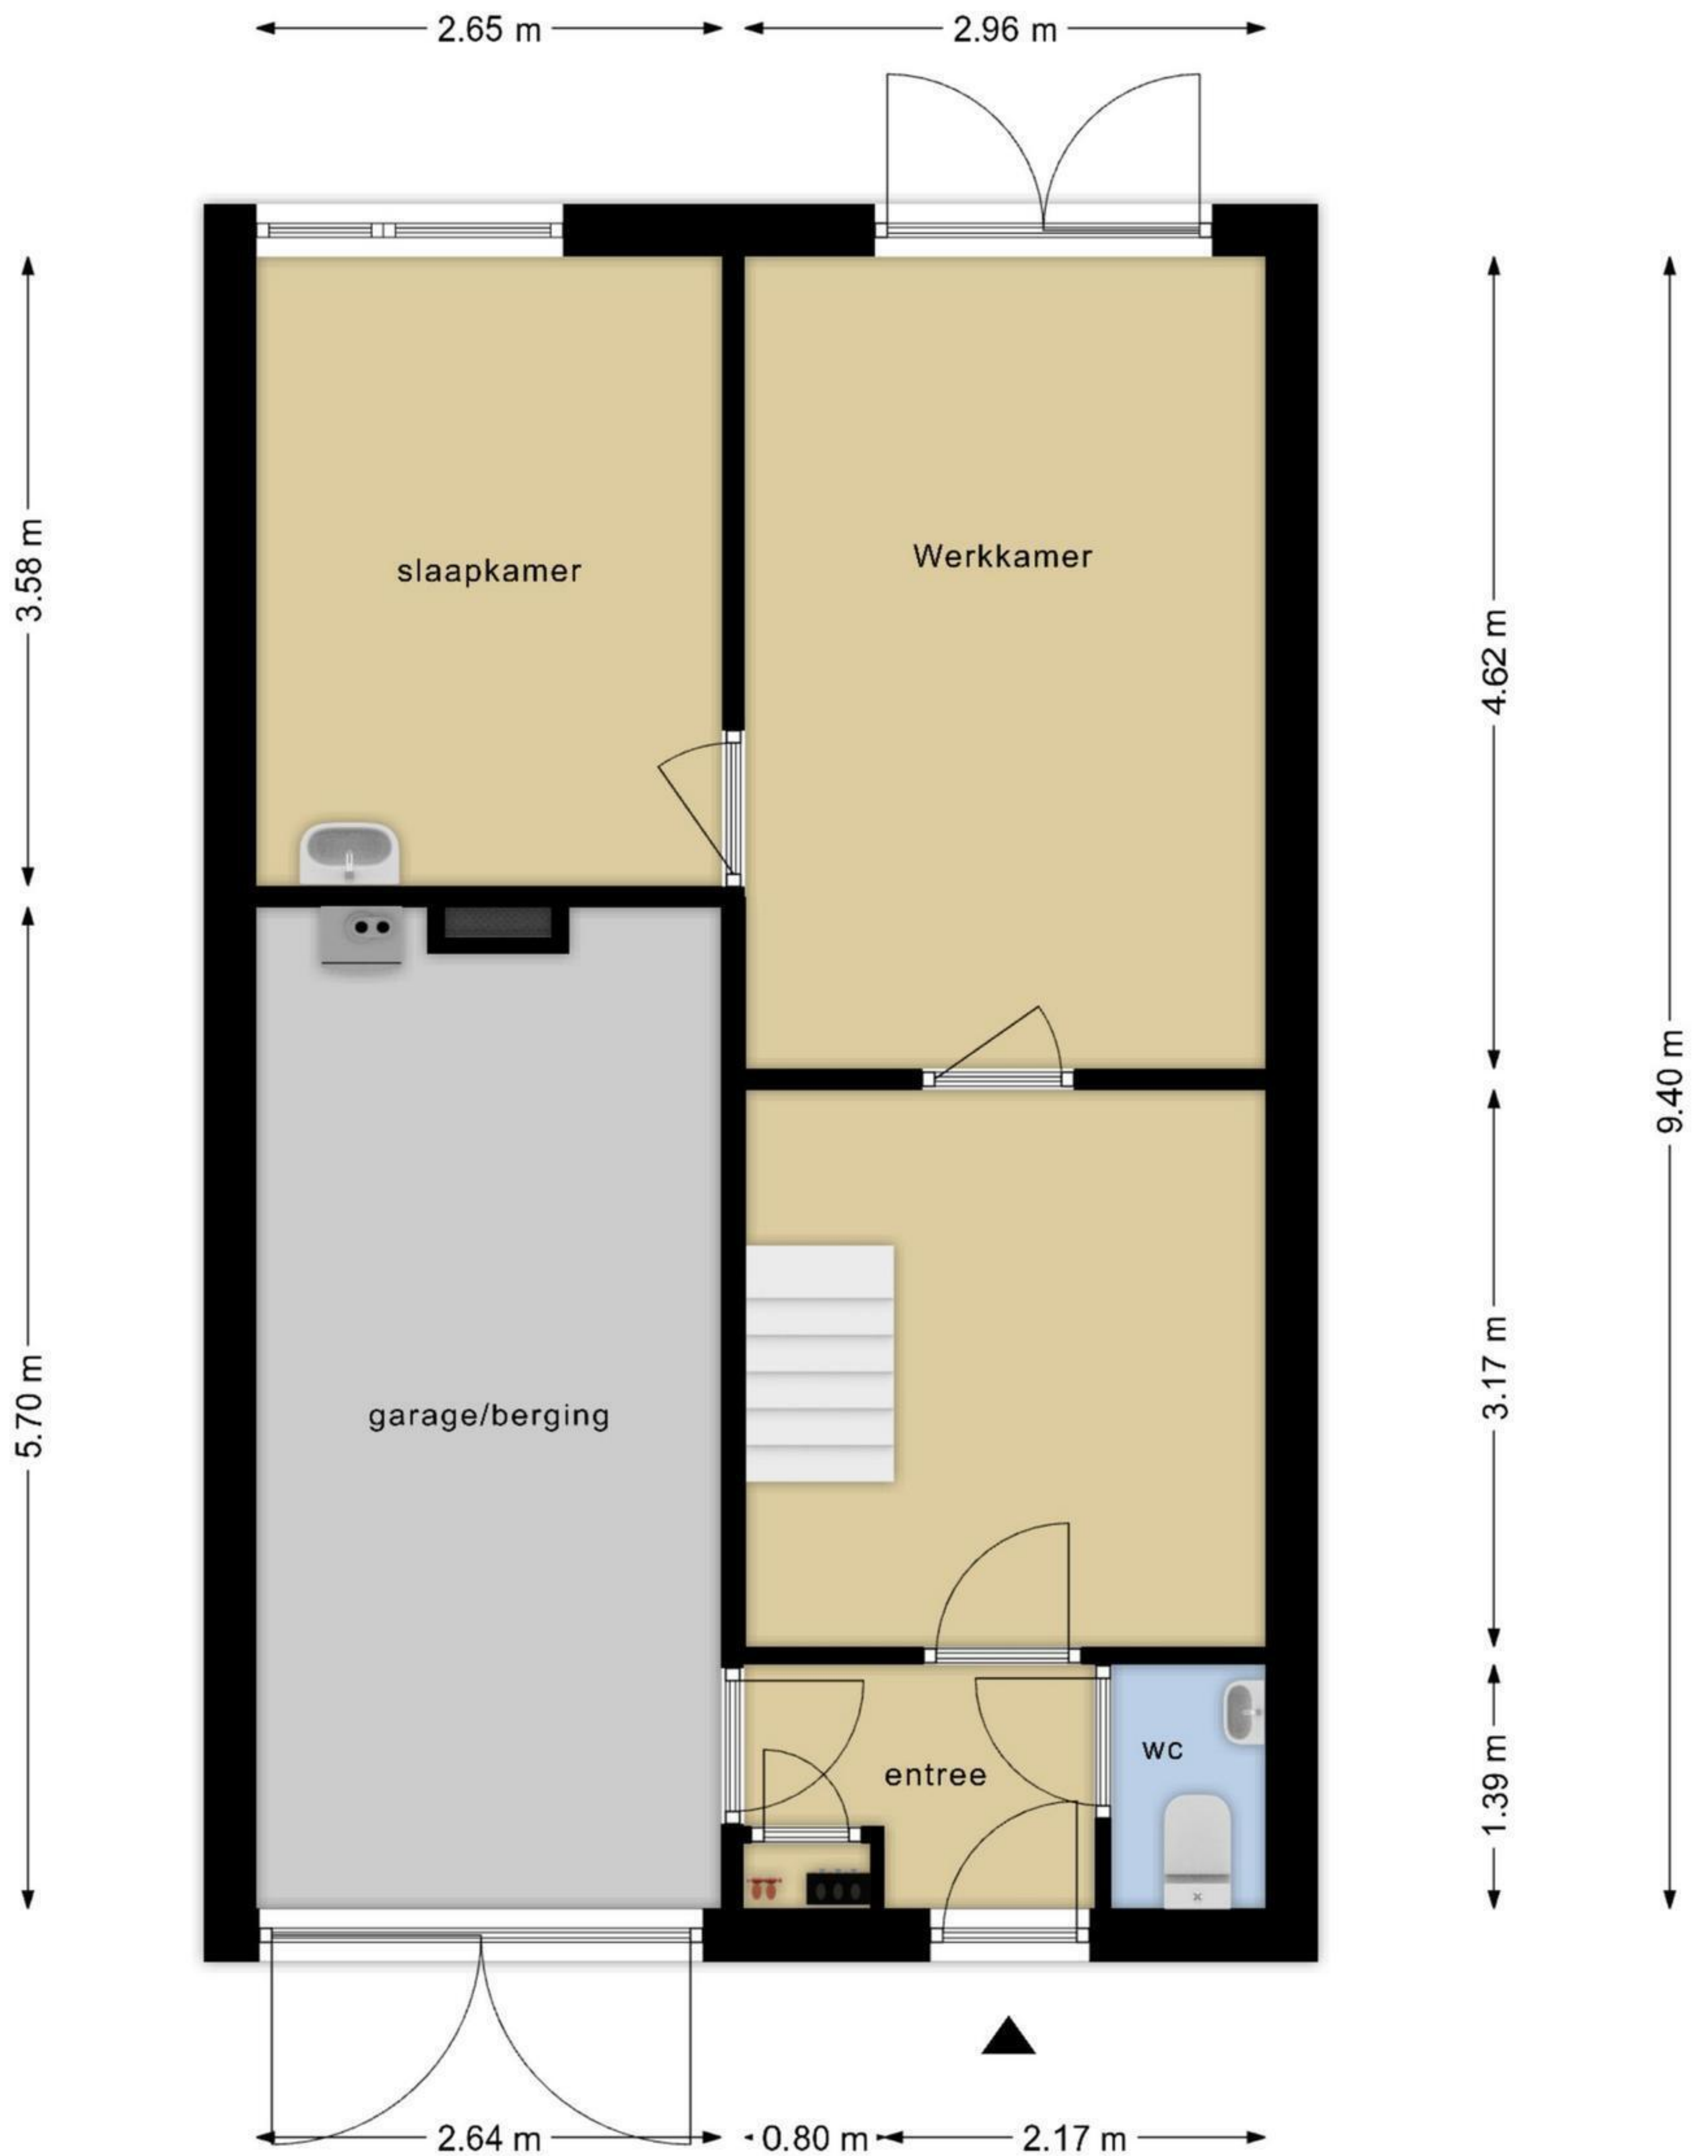 2.65 m
2.96 m
slaapkamer
Werkkamer
3.58 m
4.62 m
9.40 m
garage/berging
5.70 m
3.17 m
entree
wc
1.39 m
2.64 m
0.80 m
2.17 m